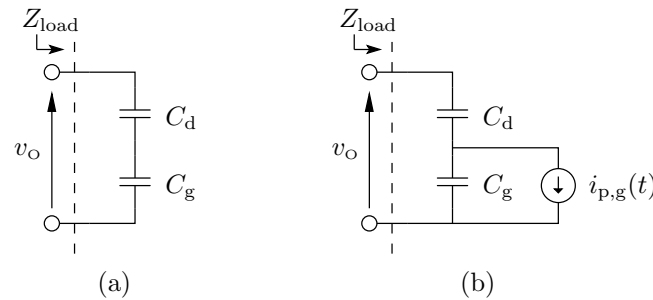 Z_load
C_d
v_o
C_g
(a)
Z_load
C_d
v_o
C_g
i_p,g(t)
(b)